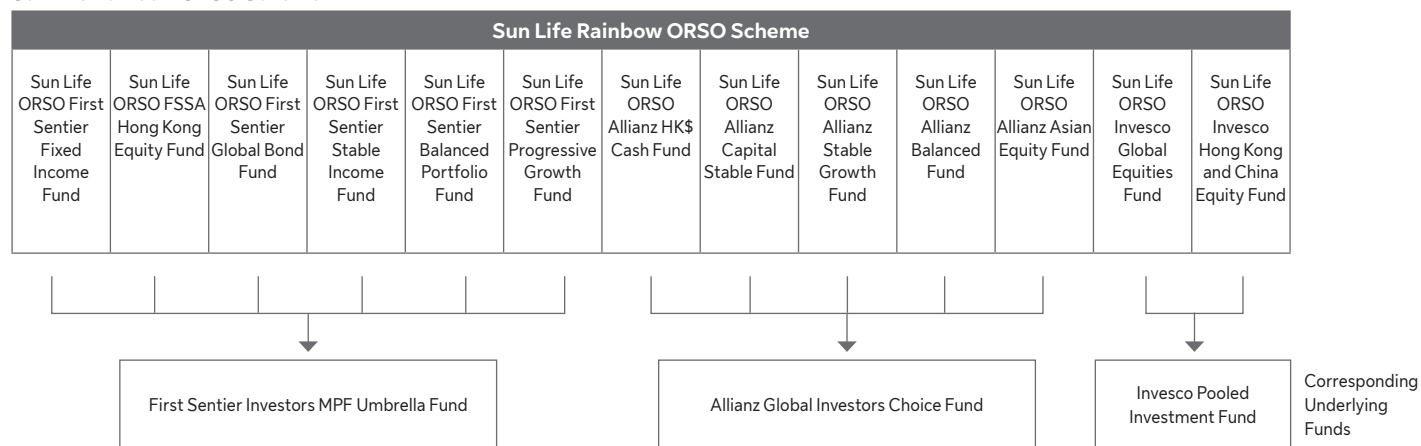 Sun Life Rainbow ORSO Scheme
Sun Life
ORSO First
Sentier
Fixed
Income
Fund
Sun Life
ORSO FSSA
Hong Kong
Equity Fund
Sun Life
ORSO First
Sentier
Global Bond
Fund
Sun Life
ORSO First
Sentier
Stable
Income
Fund
Sun Life
ORSO First
Sentier
Balanced
Portfolio
Fund
Sun Life
ORSO First
Sentier
Progressive
Growth
Fund
Sun Life
ORSO
Allianz HK$
Cash Fund
Sun Life
ORSO
Allianz
Capital
Stable Fund
Sun Life
ORSO
Allianz
Stable
Growth
Fund
Sun Life
ORSO
Allianz
Balanced
Fund
Sun Life
ORSO
Allianz Asian
Equity Fund
Sun Life
ORSO
Invesco
Global
Equities
Fund
Sun Life
ORSO
Invesco
Hong Kong
and China
Equity Fund
First Sentier Investors MPF Umbrella Fund
Allianz Global Investors Choice Fund
Invesco Pooled
Investment Fund
Corresponding
Underlying
Funds